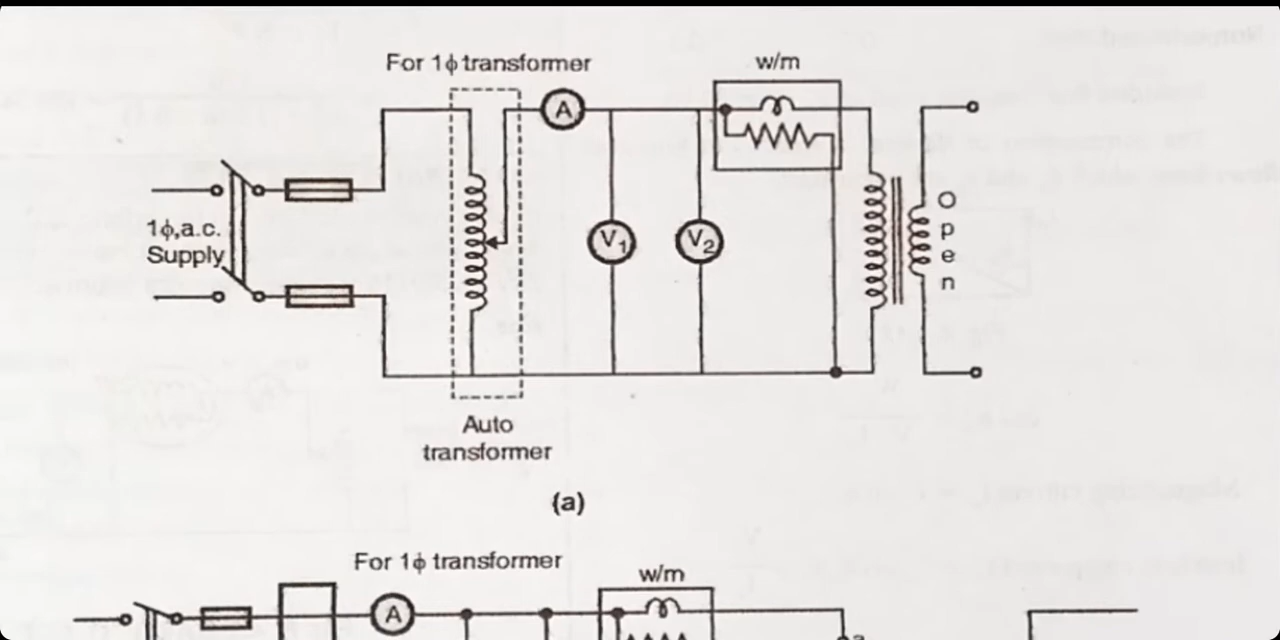 For 1ϕ transformer
w/m
A
1ϕ,a.c.
Supply
V1
V2
O
p
e
n
Auto
transformer
(a)
For 1ϕ transformer
w/m
A